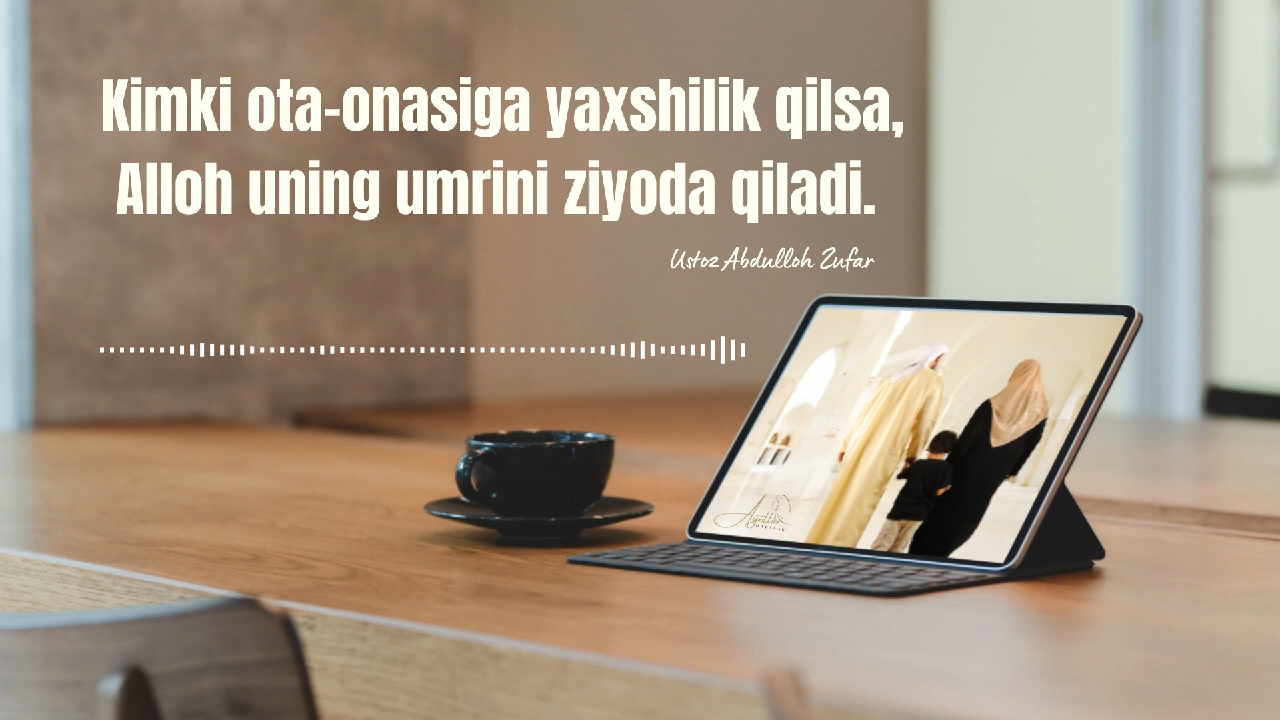 Kimki ota-onasiga yaxshilik qilsa,
Alloh uning umrini ziyoda qiladi.
Ustoz Abdulloh Zufar